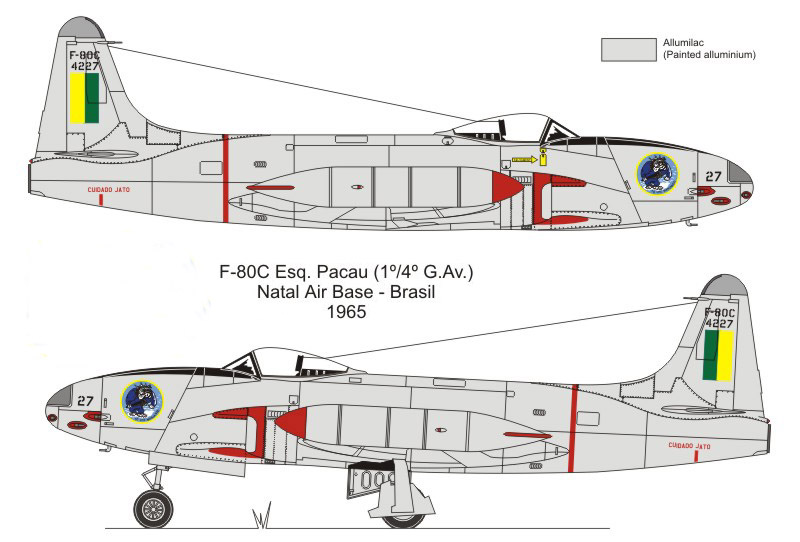 F-80C
4227
Allumilac
(Painted alluminium)
27
CUIDADO JATO
F-80C Esq. Pacau (1º/4º G.Av.)
Natal Air Base - Brasil
1965
F-80C
4227
27
CUIDADO JATO